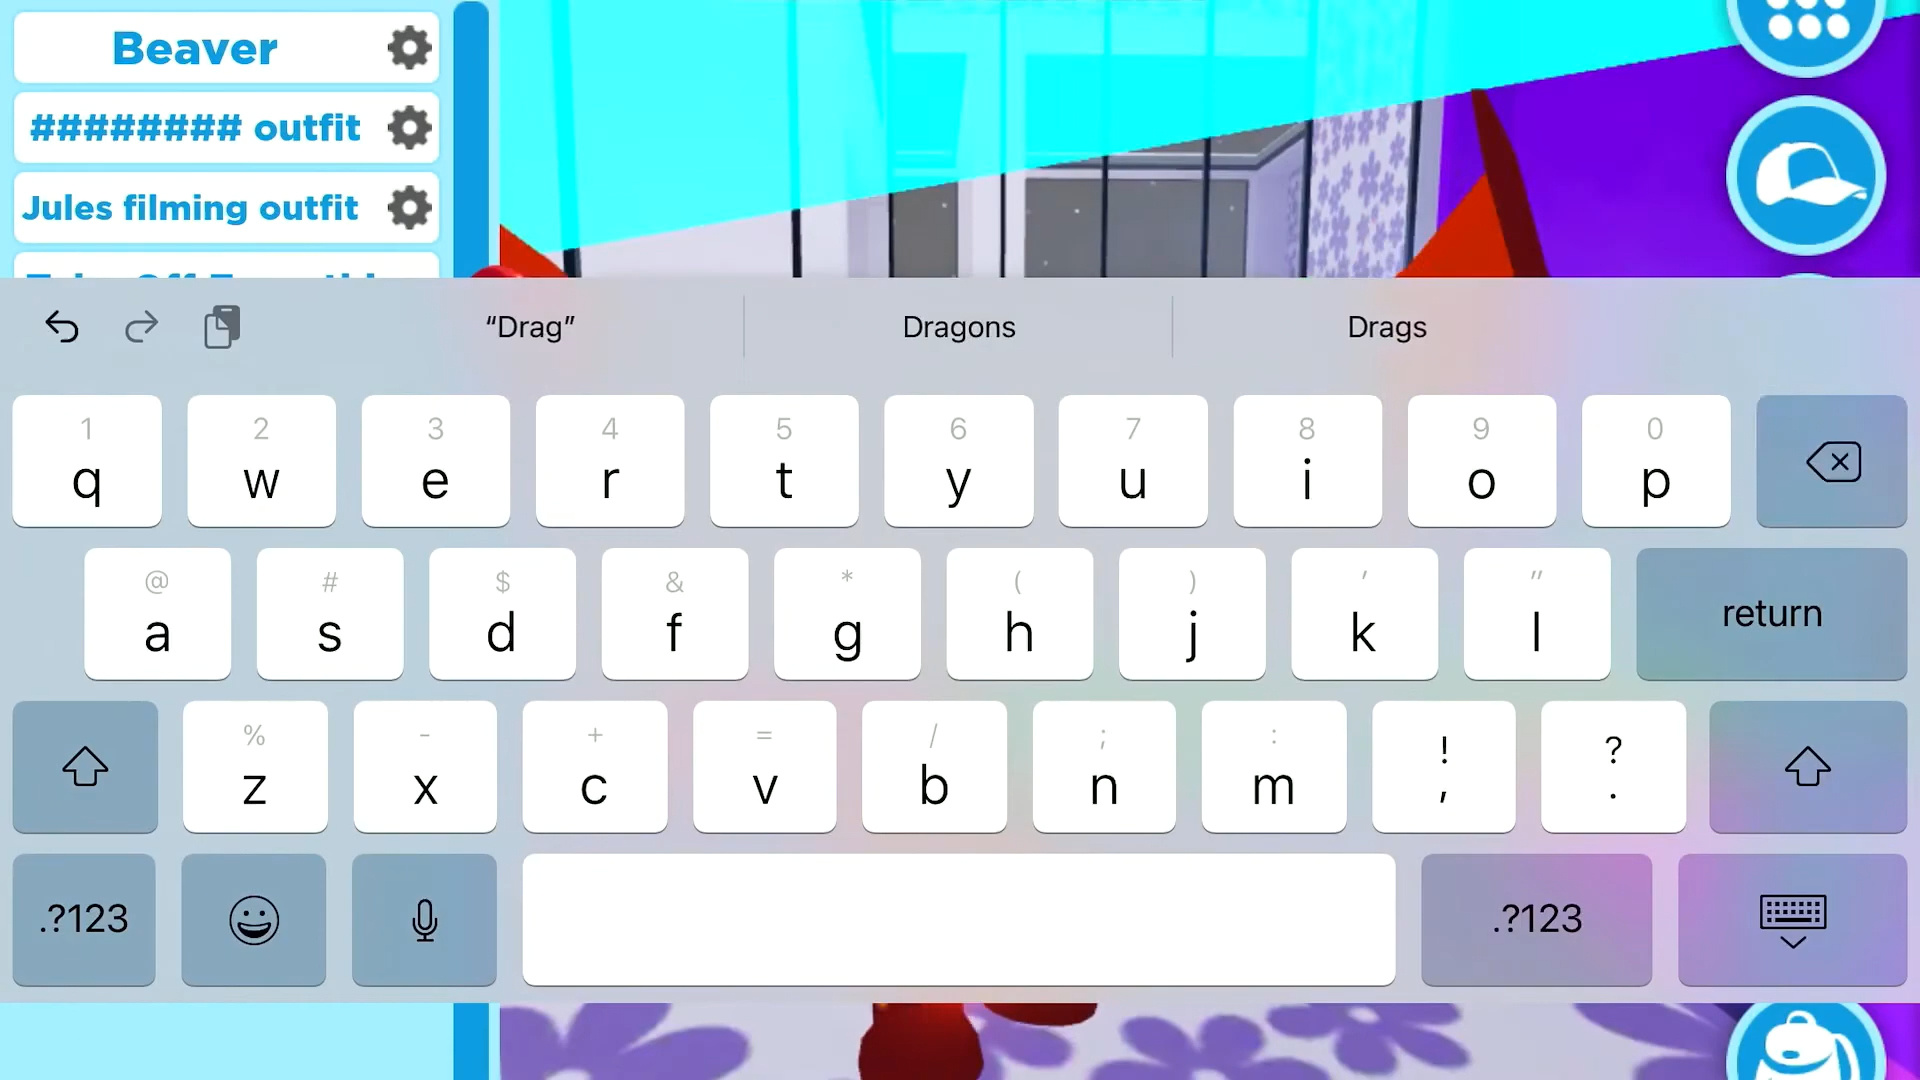 Beaver
######## outfit
Jules filming outfit
“Drag” Dragons Drags
1 2 3 4 5 6 7 8 9 0
q w e r t y u i o p
@ # $ & * ( ) ' "
a s d f g h j k l return
% - + = / ; : ! ?
z x c v b n m , .
.?123 .?123